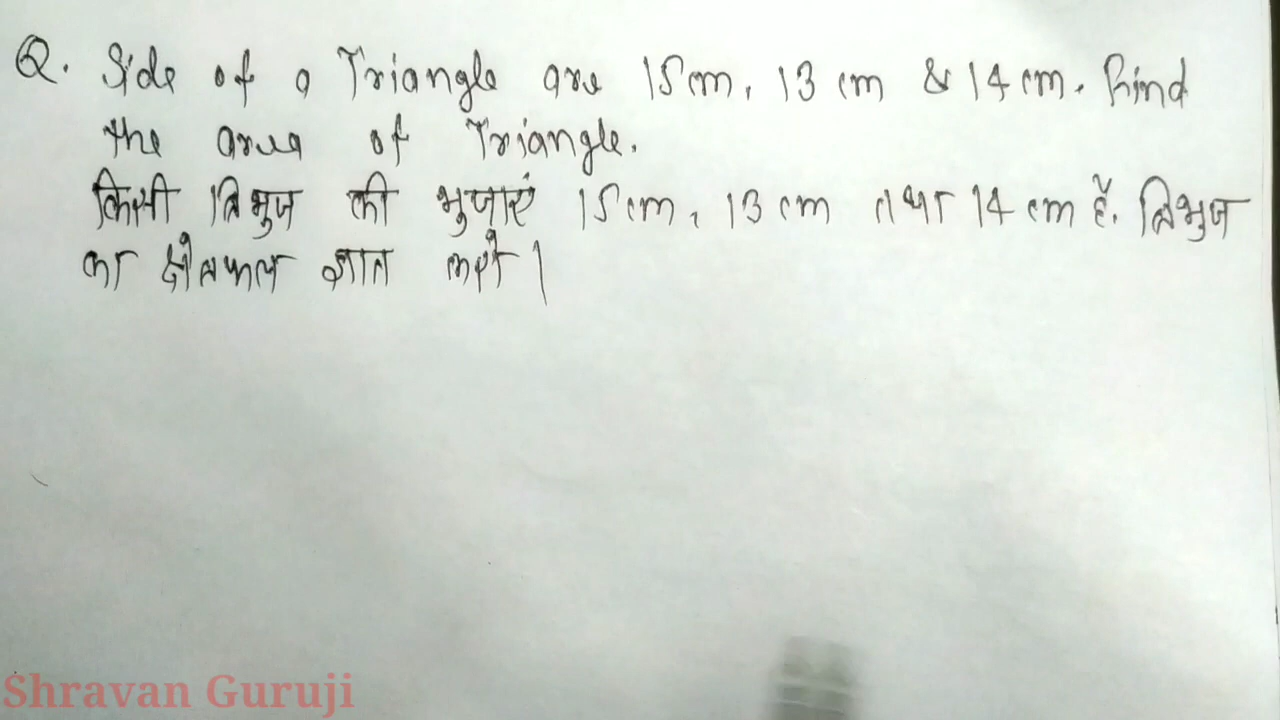 Q. Side of a Triangle are 15cm, 13 cm & 14 cm. Find
the area of Triangle.
किसी त्रिभुज की भुजाएं 15cm, 13 cm तथा 14 cm हैं. त्रिभुज
का क्षेत्रफल ज्ञात करो।
Shravan Guruji